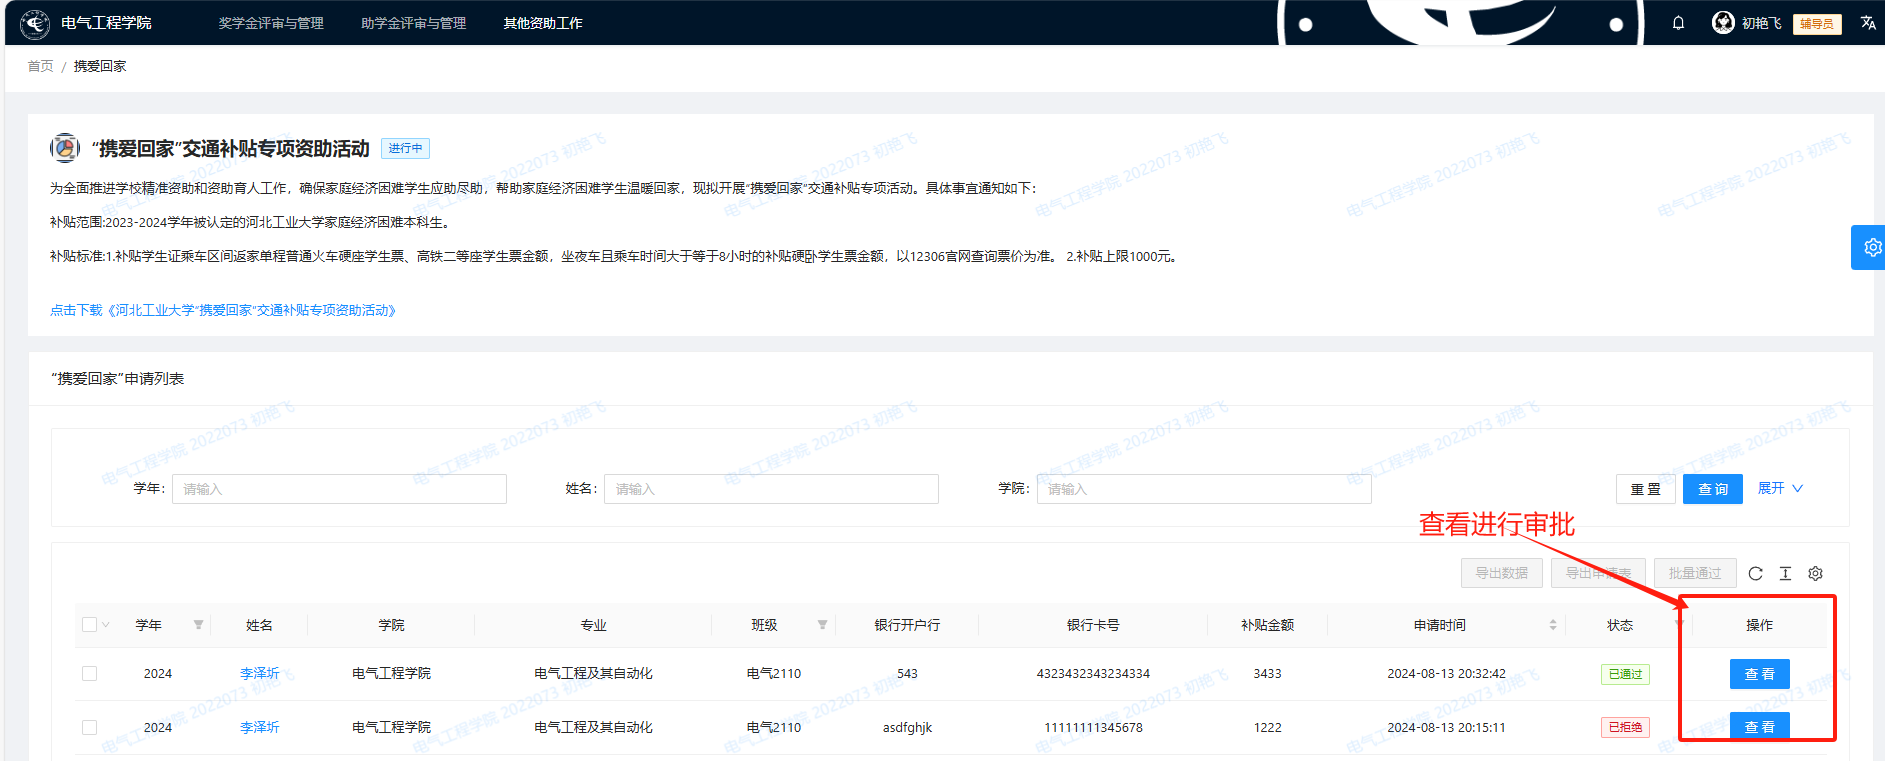 电气工程学院 奖学金评审与管理 助学金评审与管理 其他资助工作 初艳飞 辅导员
首页 / 携爱回家
“携爱回家”交通补贴专项资助活动 进行中
为全面推进学校精准资助和资助育人工作，确保家庭经济困难学生应助尽助，帮助家庭经济困难学生温暖回家，现拟开展“携爱回家”交通补贴专项活动。具体事宜通知如下：
补贴范围:2023-2024学年被认定的河北工业大学家庭经济困难本科生。
补贴标准:1.补贴学生证乘车区间返家单程普通火车硬座学生票、高铁二等座学生票金额，坐夜车且乘车时间大于等于8小时的补贴硬卧学生票金额，以12306官网查询票价为准。 2.补贴上限1000元。
点击下载《河北工业大学“携爱回家”交通补贴专项资助活动》
“携爱回家”申请列表
学年： 请输入 姓名： 请输入 学院： 请输入 重 置 查 询 展开
查看进行审批
导出数据 导出申请表 批量通过
学年 姓名 学院 专业 班级 银行开户行 银行卡号 补贴金额 申请时间 状态 操作
2024 李泽圻 电气工程学院 电气工程及其自动化 电气2110 543 4323432343234334 3433 2024-08-13 20:32:42 已通过 查 看
2024 李泽圻 电气工程学院 电气工程及其自动化 电气2110 asdfghjk 11111111345678 1222 2024-08-13 20:15:11 已拒绝 查 看
电气工程学院 2022073 初艳飞